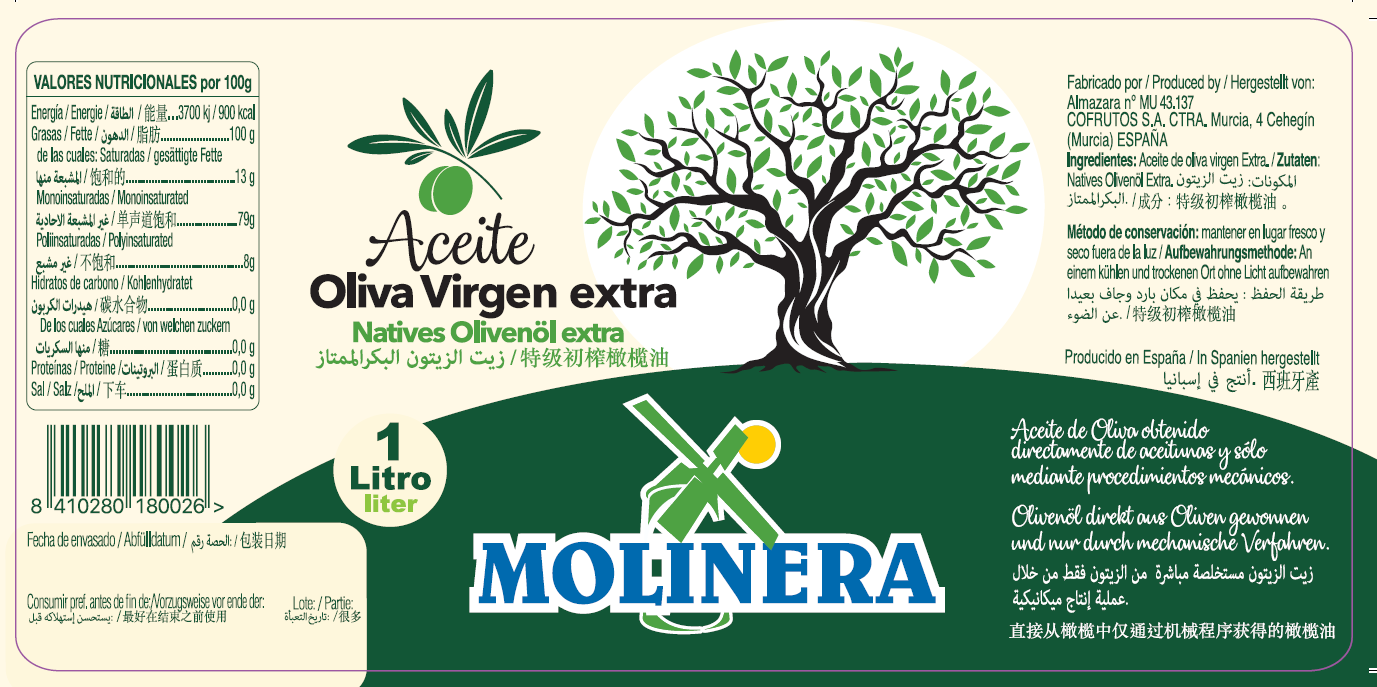 VALORES NUTRICIONALES por 100g
Energía / Energie / الطاقة / 能量...3700 kj / 900 kcal
Grasas / Fette / الدهون / 脂肪......................100 g
de las cuales: Saturadas / gesättigte Fette
المشبعة منها / 饱和的..................................13 g
Monoinsaturadas / Monoinsaturated
غير المشبعة الاحادية / 单声道饱和...................79g
Poliinsaturadas / Polyinsaturated
غير مشبع / 不饱和.......................................8g
Hidratos de carbono / Kohlenhydratet
هيدرات الكربون / 碳水合物..........................0,0 g
De los cuales Azúcares / von welchen zuckern
منها السكريات / 糖......................................0,0 g
Proteínas / Proteine / البروتينات / 蛋白质.........0,0 g
Sal / Salz / الملح / 下车................................0,0 g
8 410280 180026 >
Fecha de envasado / Abfülldatum / الحصة رقم: / 包装日期
Consumir pref. antes de fin de:/Vorzugsweise vor ende der:
يستحسن إستهلاكه قبل: / 最好在结束之前使用
Lote: / Partie:
تاريخ التعبأة: / 很多
Aceite
Oliva Virgen extra
Natives Olivenöl extra
زيت الزيتون البكر الممتاز / 特级初榨橄榄油
1
Litro
liter
MOLINERA
Fabricado por / Produced by / Hergestellt von:
Almazara nº MU 43.137
COFRUTOS S.A. CTRA. Murcia, 4 Cehegín
(Murcia) ESPAÑA
Ingredientes: Aceite de oliva virgen Extra. / Zutaten:
Natives Olivenöl Extra. المكونات: زيت الزيتون
البكر الممتاز. / 成分：特级初榨橄榄油 。
Método de conservación: mantener en lugar fresco y
seco fuera de la luz / Aufbewahrungsmethode: An
einem kühlen und trockenen Ort ohne Licht aufbewahren
طريقة الحفظ : يحفظ في مكان بارد وجاف بعيدا
عن الضوء. / 特级初榨橄榄油
Producido en España / In Spanien hergestellt
أنتج في إسبانيا. 西班牙產
Aceite de Oliva obtenido
directamente de aceitunas y sólo
mediante procedimientos mecánicos.
Olivenöl direkt aus Oliven gewonnen
und nur durch mechanische Verfahren.
زيت الزيتون مستخلصة مباشرة من الزيتون فقط من خلال
عملية إنتاج ميكانيكية.
直接从橄榄中仅通过机械程序获得的橄榄油